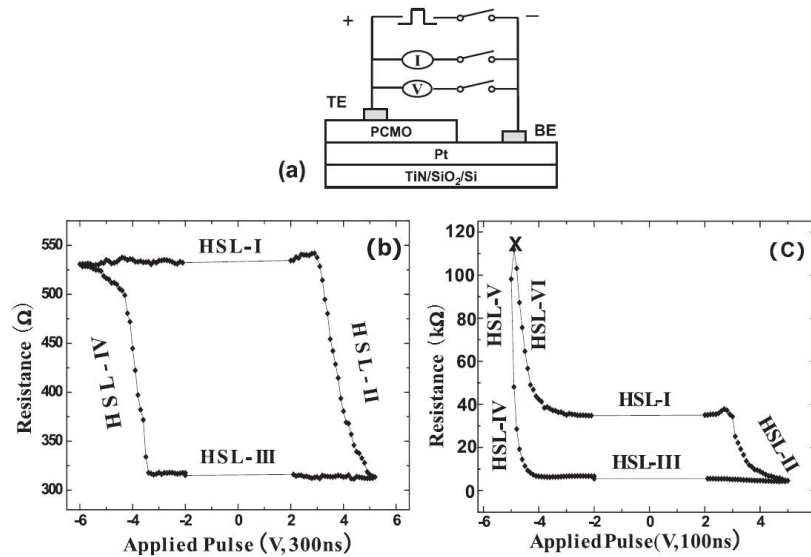 +
−
I
V
TE
PCMO
BE
Pt
(a)
TiN/SiO₂/Si
550
500
450
400
350
300
Resistance (Ω)
HSL-I
(b)
HSL-IV
HSL-II
HSL-III
-6 -4 -2 0 2 4 6
Applied Pulse (V, 300ns)
120
100
80
60
40
20
0
Resistance (kΩ)
X
(C)
HSL-V
HSL-VI
HSL-I
HSL-IV
HSL-III
HSL-II
-6 -4 -2 0 2 4
Applied Pulse(V, 100ns)